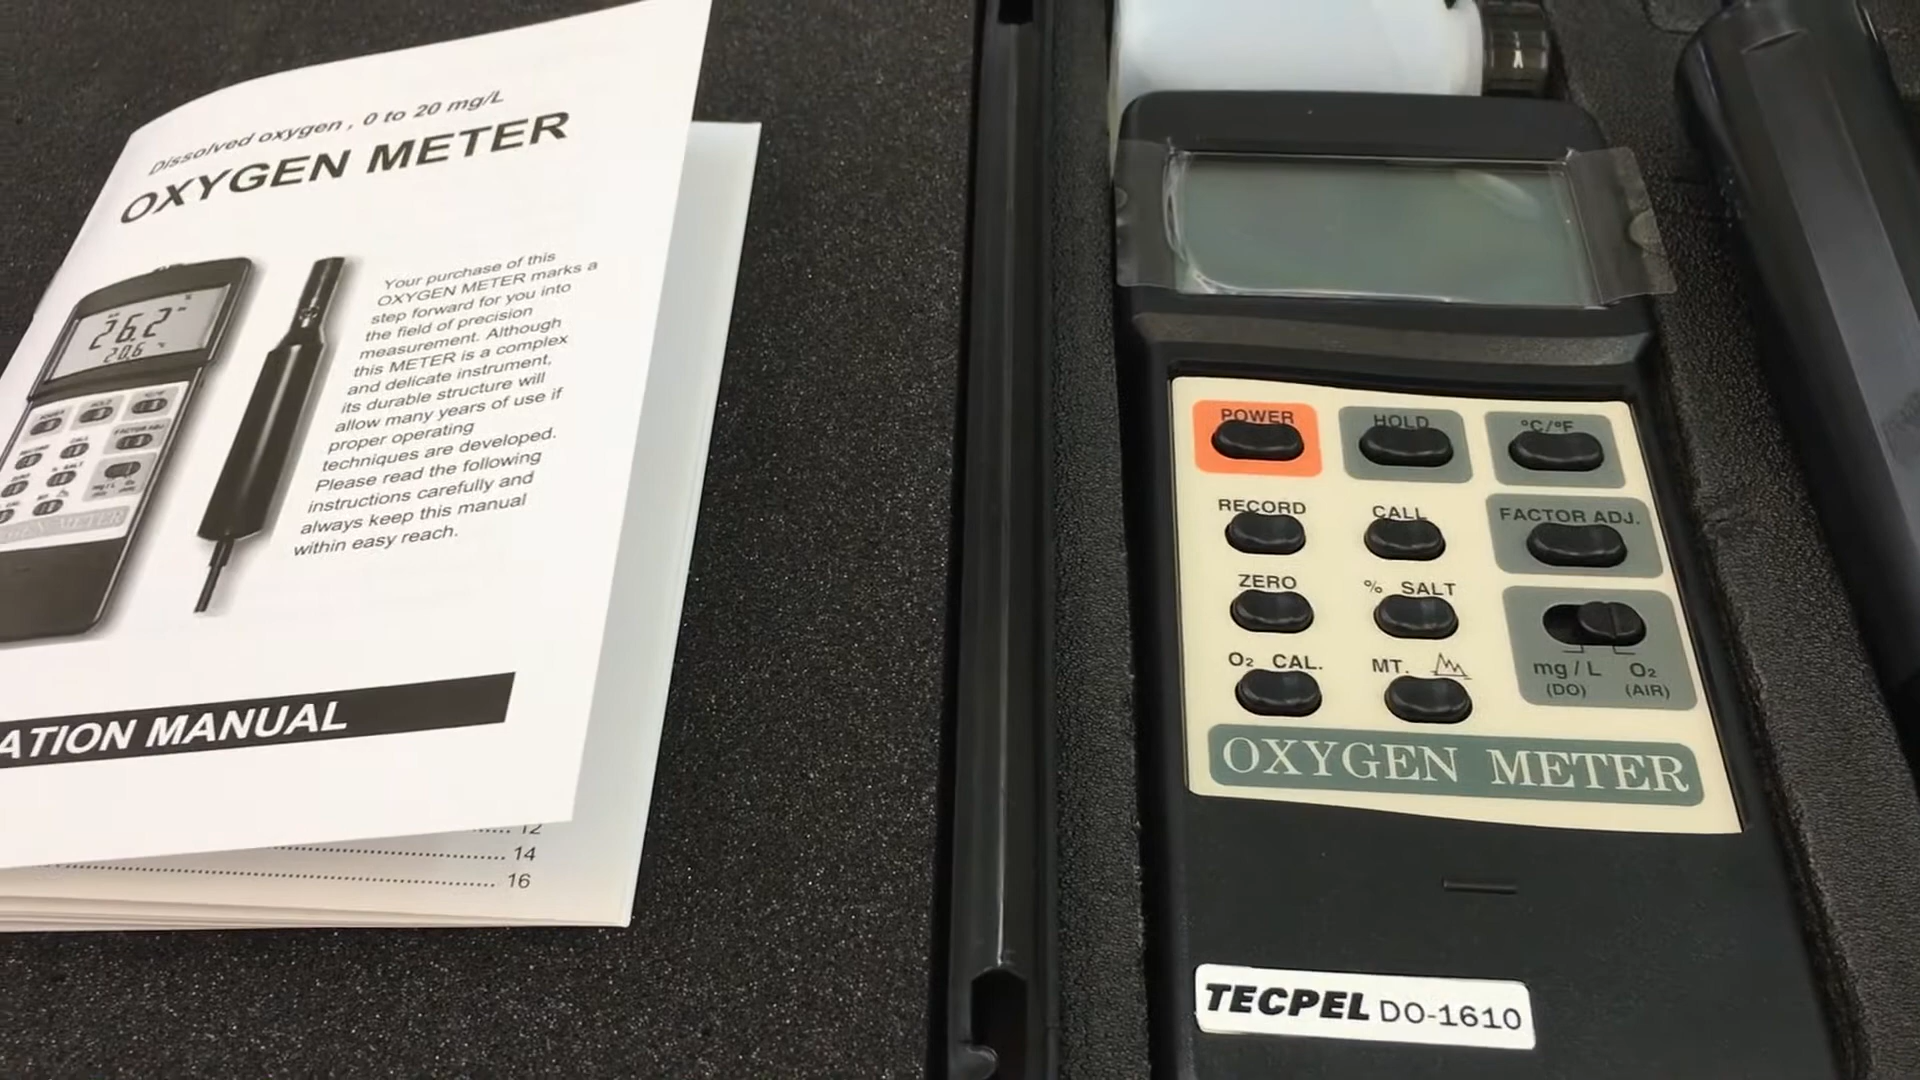 Dissolved oxygen , 0 to 20 mg/L
OXYGEN METER
26.2
20.6
Your purchase of this
OXYGEN METER marks a
step forward for you into
the field of precision
measurement. Although
this METER is a complex
and delicate instrument,
its durable structure will
allow many years of use if
proper operating
techniques are developed.
Please read the following
instructions carefully and
always keep this manual
within easy reach.
ATION MANUAL
12
14
16
POWER
HOLD
°C/°F
RECORD
CALL
FACTOR ADJ.
ZERO
% SALT
O₂ CAL.
MT.
mg / L O₂
(DO) (AIR)
OXYGEN METER
TECPEL DO-1610